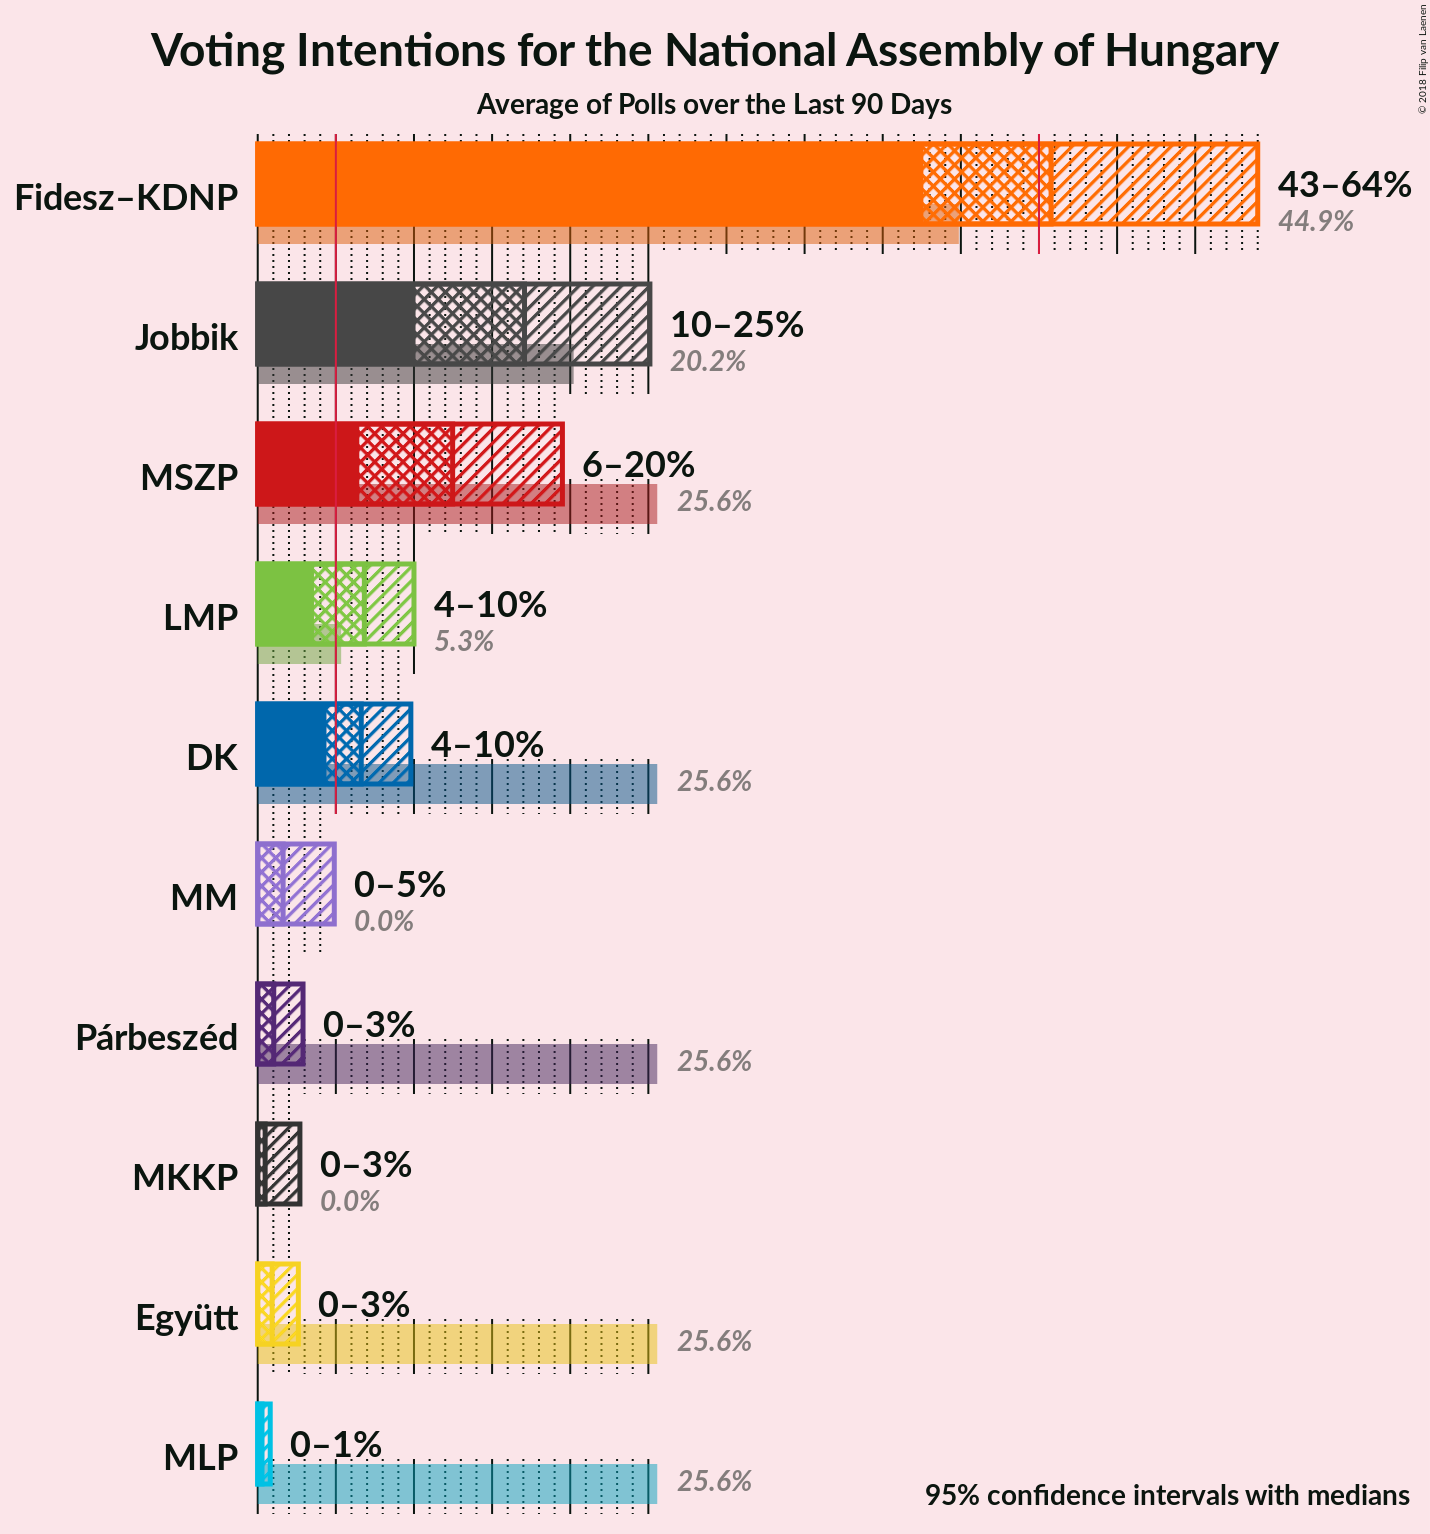 Voting Intentions for the National Assembly of Hungary
Average of Polls over the Last 90 Days
© 2018 Filip van Laenen
Fidesz–KDNP
43–64%
44.9%
Jobbik
10–25%
20.2%
MSZP
6–20%
25.6%
LMP
4–10%
5.3%
DK
4–10%
25.6%
MM
0–5%
0.0%
Párbeszéd
0–3%
25.6%
MKKP
0–3%
0.0%
Együtt
0–3%
25.6%
MLP
0–1%
25.6%
95% confidence intervals with medians